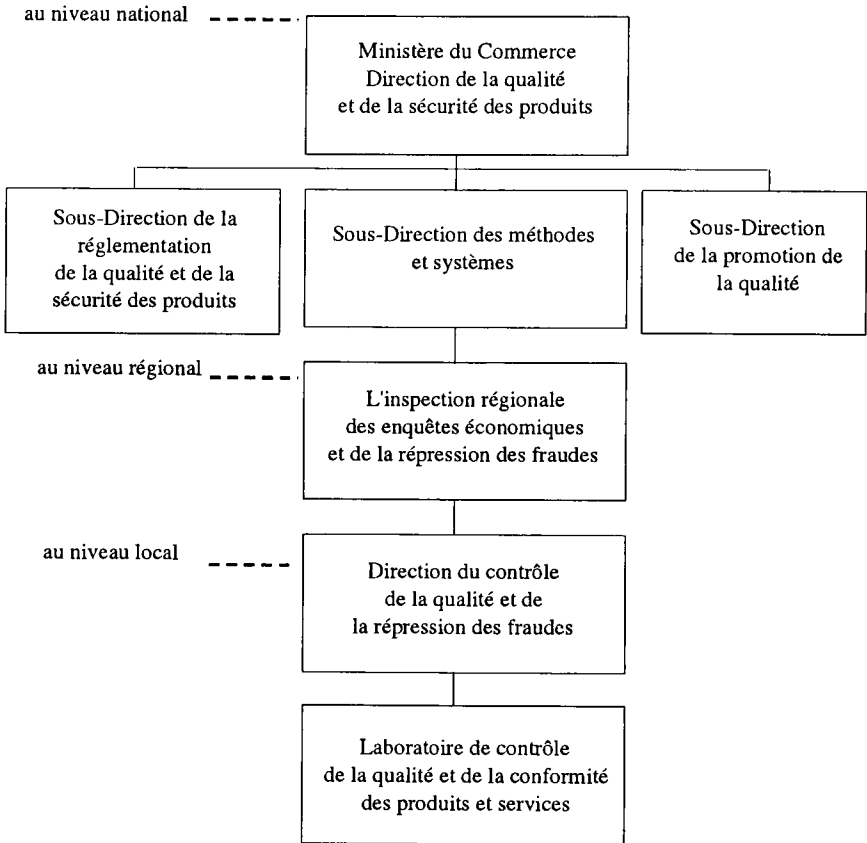 au niveau national
Ministère du Commerce
Direction de la qualité
et de la sécurité des produits
Sous-Direction de la
réglementation
de la qualité et de la
sécurité des produits
Sous-Direction des méthodes
et systèmes
Sous-Direction
de la promotion de
la qualité
au niveau régional
L'inspection régionale
des enquêtes économiques
et de la répression des fraudes
au niveau local
Direction du contrôle
de la qualité et de
la répression des fraudes
Laboratoire de contrôle
de la qualité et de la conformité
des produits et services